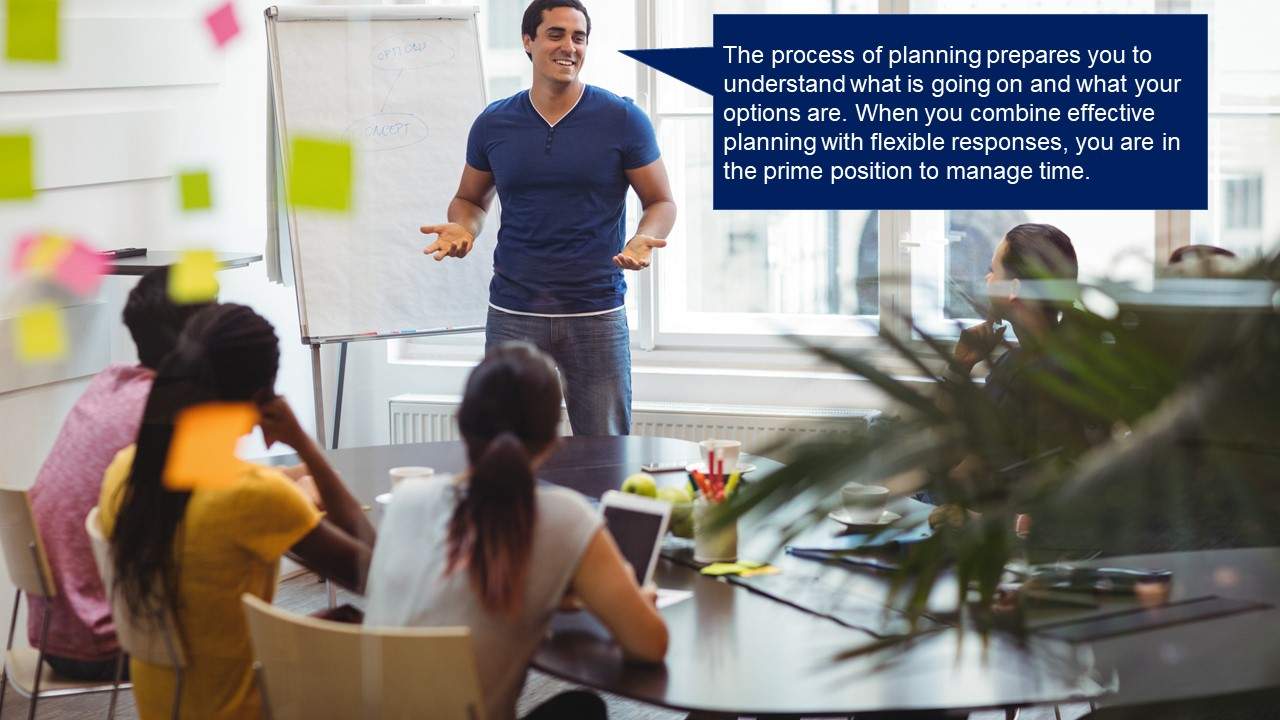 The process of planning prepares you to
understand what is going on and what your
options are. When you combine effective
planning with flexible responses, you are in
the prime position to manage time.
OPTIONS
CONCEPT